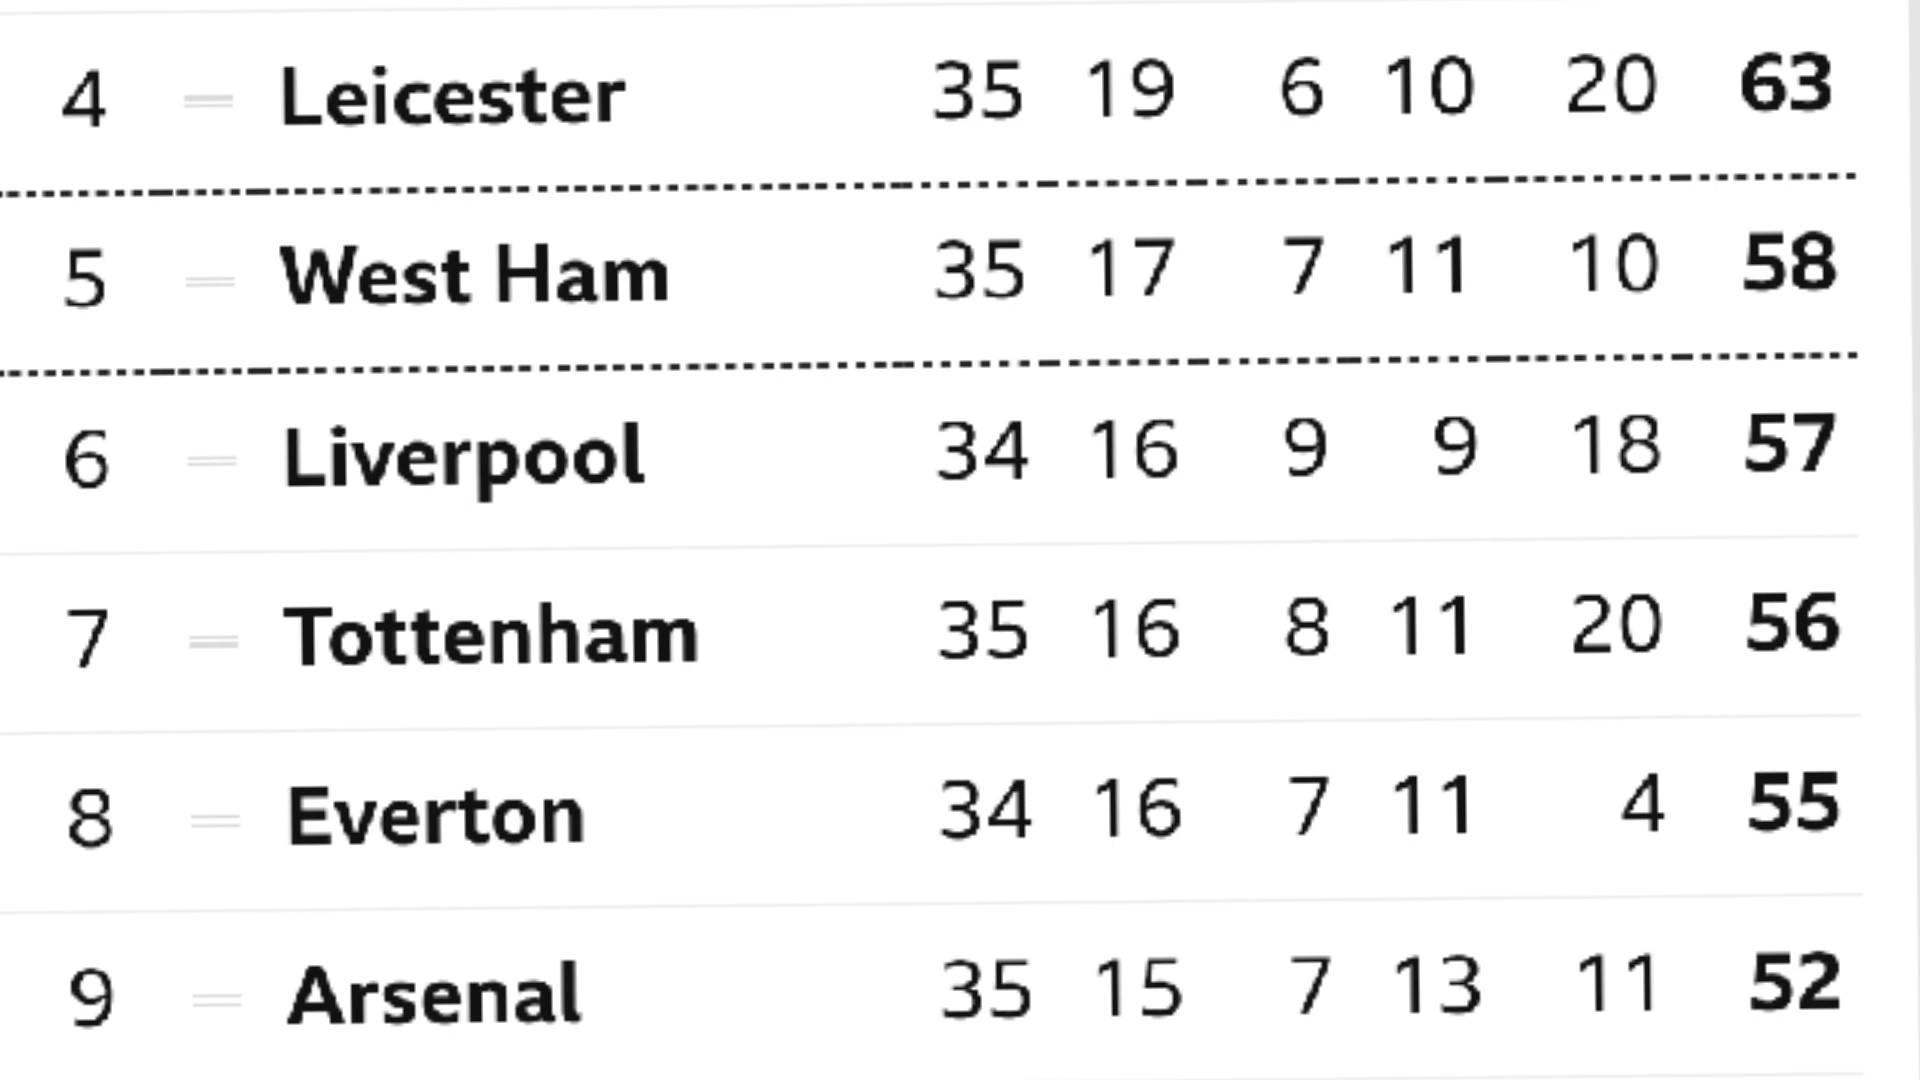 4 = Leicester 35 19 6 10 20 63
5 = West Ham 35 17 7 11 10 58
6 = Liverpool 34 16 9 9 18 57
7 = Tottenham 35 16 8 11 20 56
8 = Everton 34 16 7 11 4 55
9 = Arsenal 35 15 7 13 11 52